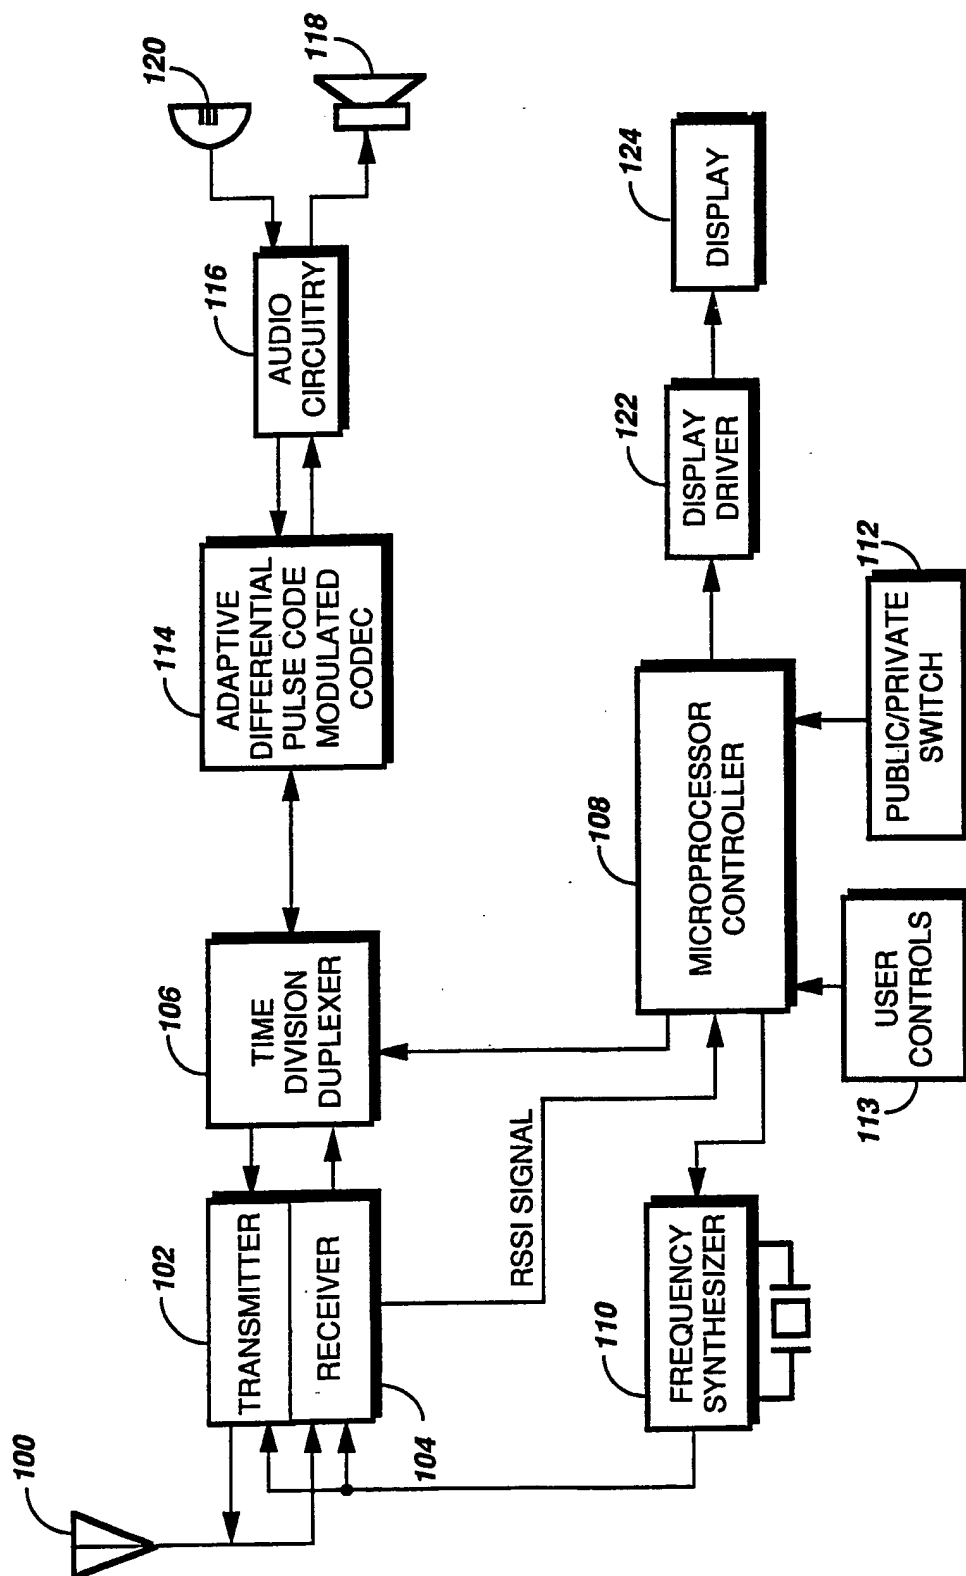 120
118
116
AUDIO
CIRCUITRY
114
ADAPTIVE
DIFFERENTIAL
PULSE CODE
MODULATED
CODEC
106
TIME
DIVISION
DUPLEXER
102
TRANSMITTER
RECEIVER
104
100
RSSI SIGNAL
124
DISPLAY
122
DISPLAY
DRIVER
108
MICROPROCESSOR
CONTROLLER
112
PUBLIC/PRIVATE
SWITCH
USER
CONTROLS
113
110
FREQUENCY
SYNTHESIZER